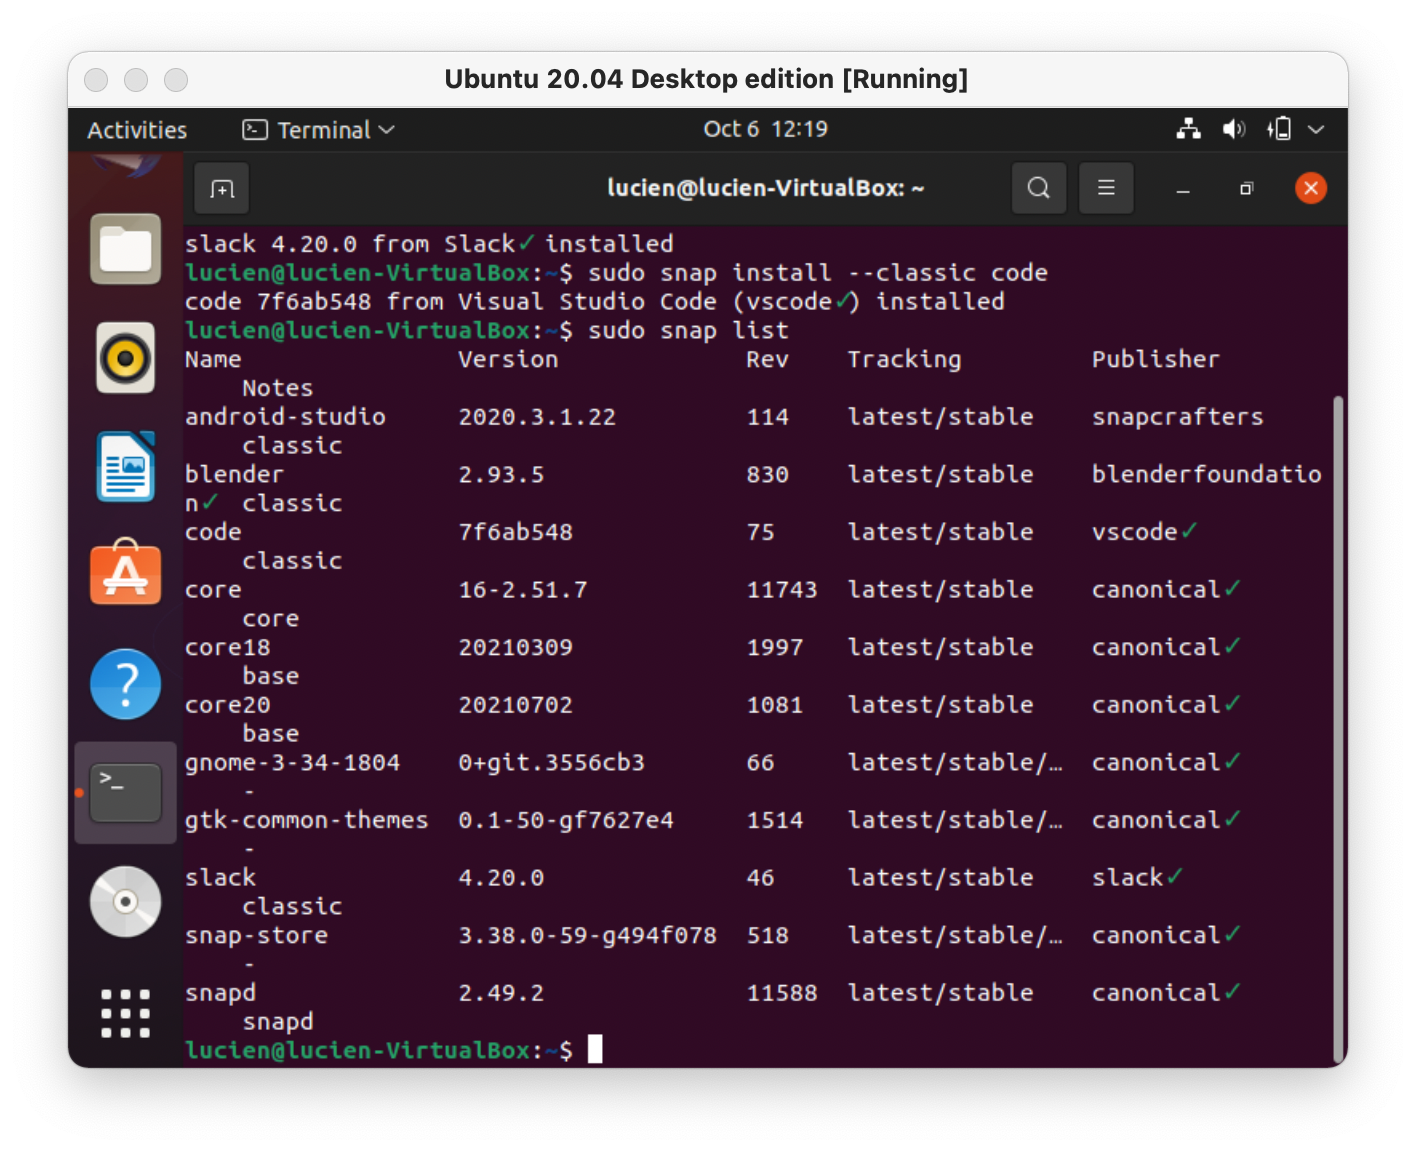 Ubuntu 20.04 Desktop edition [Running]
Activities Terminal Oct 6 12:19
lucien@lucien-VirtualBox: ~
slack 4.20.0 from Slack✓ installed
lucien@lucien-VirtualBox:~$ sudo snap install --classic code
code 7f6ab548 from Visual Studio Code (vscode✓) installed
lucien@lucien-VirtualBox:~$ sudo snap list
Name Version Rev Tracking Publisher
Notes
android-studio 2020.3.1.22 114 latest/stable snapcrafters
classic
blender 2.93.5 830 latest/stable blenderfoundatio
n✓ classic
code 7f6ab548 75 latest/stable vscode✓
classic
core 16-2.51.7 11743 latest/stable canonical✓
core
core18 20210309 1997 latest/stable canonical✓
base
core20 20210702 1081 latest/stable canonical✓
base
gnome-3-34-1804 0+git.3556cb3 66 latest/stable/… canonical✓
-
gtk-common-themes 0.1-50-gf7627e4 1514 latest/stable/… canonical✓
-
slack 4.20.0 46 latest/stable slack✓
classic
snap-store 3.38.0-59-g494f078 518 latest/stable/… canonical✓
-
snapd 2.49.2 11588 latest/stable canonical✓
snapd
lucien@lucien-VirtualBox:~$